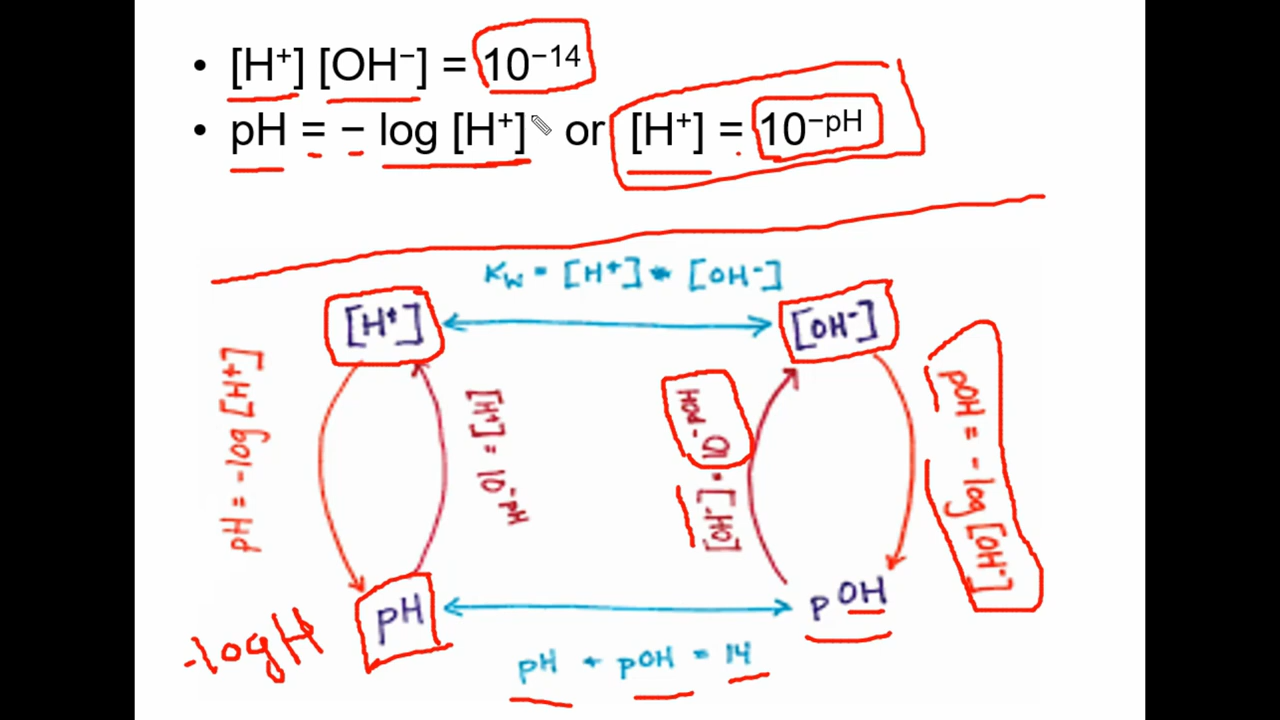 • [H⁺] [OH⁻] = 10⁻¹⁴
• pH = − log [H⁺] or [H⁺] = 10⁻ᵖᴴ
Kw = [H⁺] * [OH⁻]
[H⁺]
[OH⁻]
pH = -log [H⁺]
[H⁺] = 10⁻ᵖᴴ
[OH⁻] = 10⁻ᵖᴼᴴ
pOH = - log [OH⁻]
pH
pOH
-logH
pH + pOH = 14